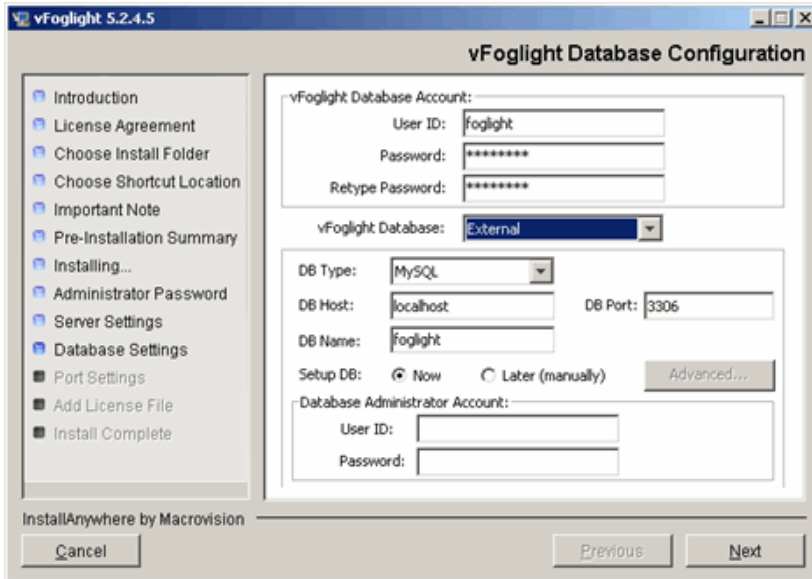 vFoglight 5.2.4.5
vFoglight Database Configuration
Introduction
License Agreement
Choose Install Folder
Choose Shortcut Location
Important Note
Pre-Installation Summary
Installing...
Administrator Password
Server Settings
Database Settings
Port Settings
Add License File
Install Complete
vFoglight Database Account:
User ID: foglight
Password: ********
Retype Password: ********
vFoglight Database: External
DB Type: MySQL
DB Host: localhost DB Port: 3306
DB Name: foglight
Setup DB: Now Later (manually) Advanced...
Database Administrator Account:
User ID:
Password:
InstallAnywhere by Macrovision
Cancel Previous Next